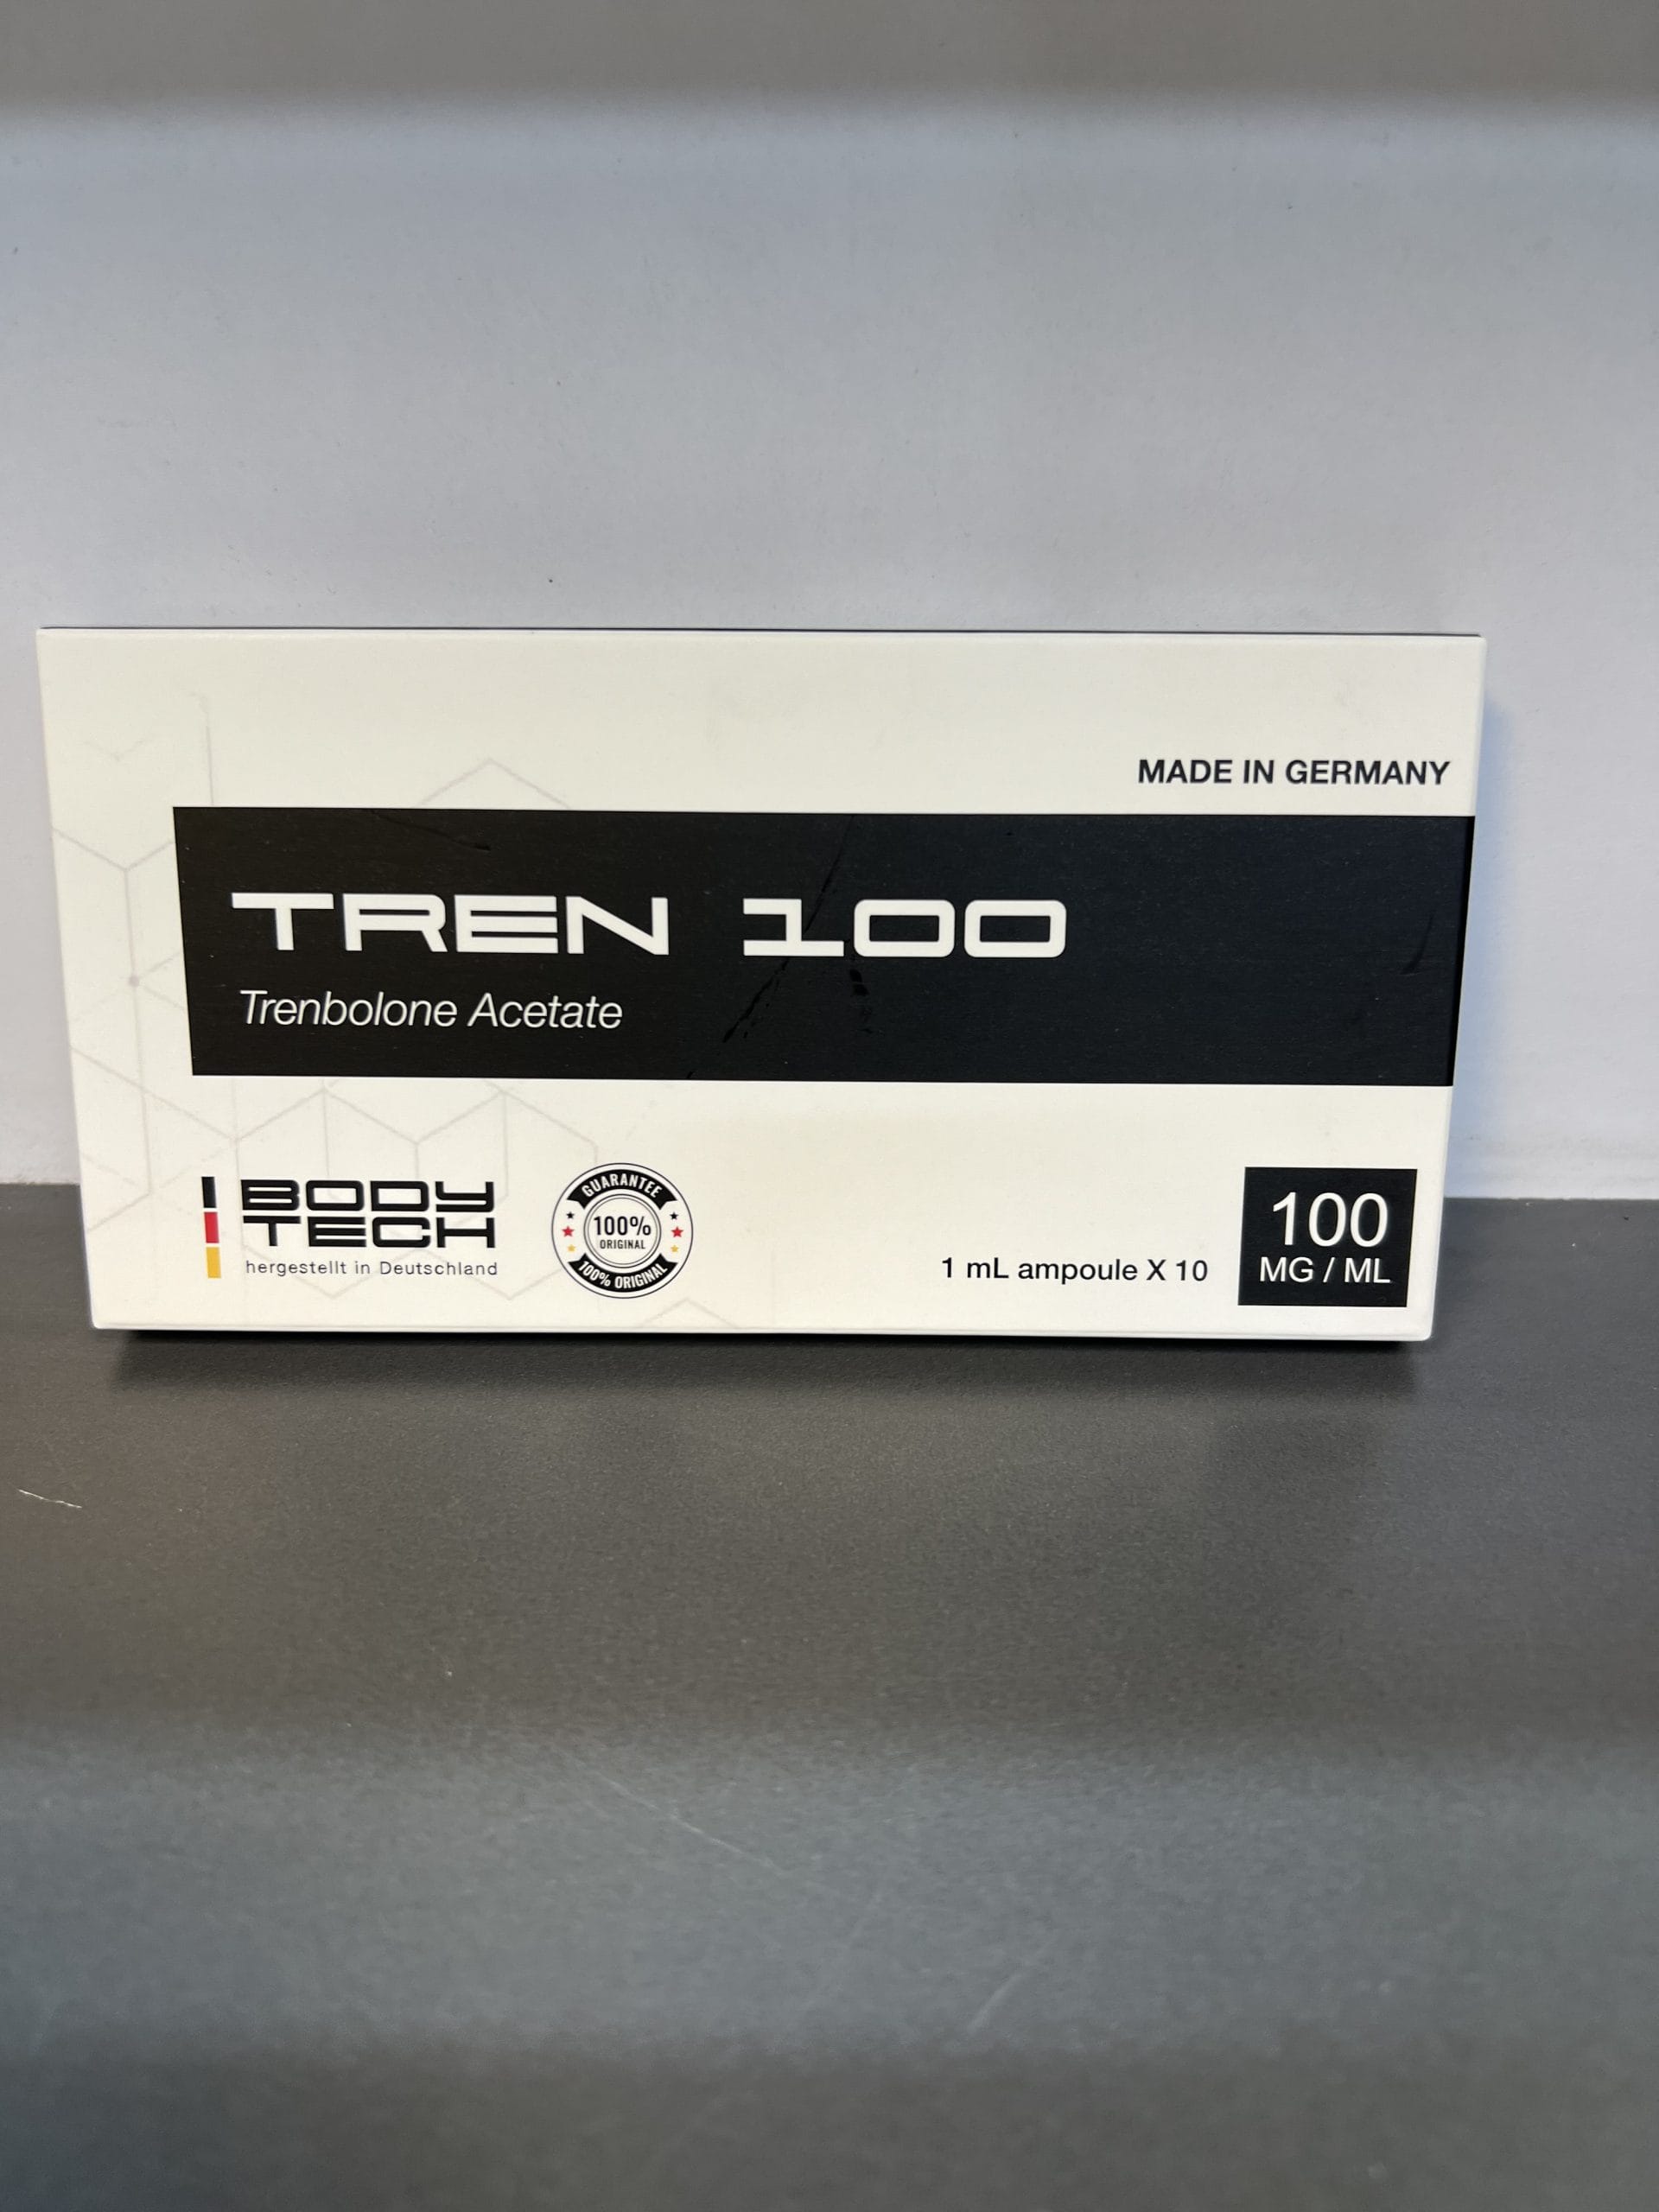 MADE IN GERMANY
TREN 100
Trenbolone Acetate
BODY
TECH
hergestellt in Deutschland
GUARANTEE
100%
ORIGINAL
100% ORIGINAL
1 mL ampoule X 10
100
MG / ML